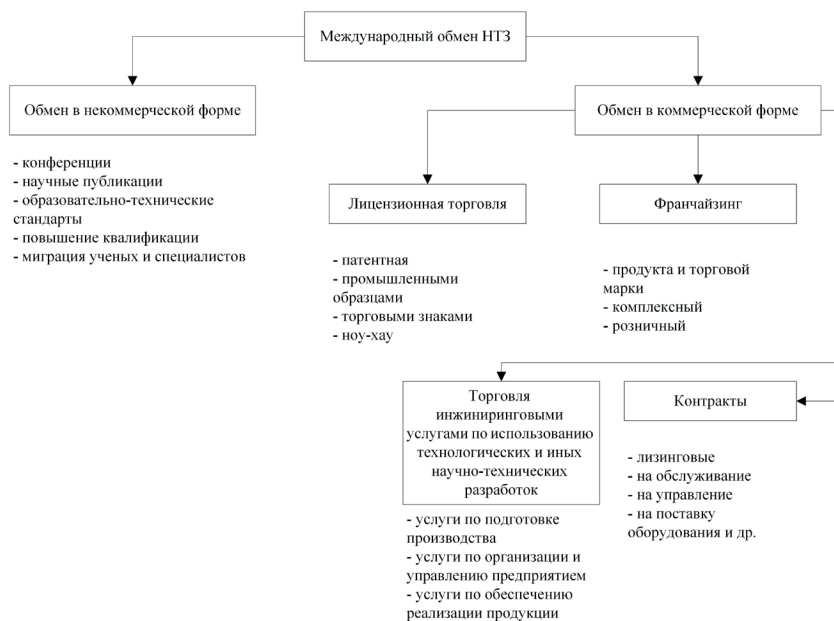 Международный обмен НТЗ
Обмен в некоммерческой форме
Обмен в коммерческой форме
- конференции
- научные публикации
- образовательно-технические
стандарты
- повышение квалификации
- миграция ученых и специалистов
Лицензионная торговля
Франчайзинг
- патентная
- промышленными
образцами
- торговыми знаками
- ноу-хау
- продукта и торговой
марки
- комплексный
- розничный
Торговля
инжиниринговыми
услугами по использованию
технологических и иных
научно-технических
разработок
Контракты
- услуги по подготовке
производства
- услуги по организации и
управлению предприятием
- услуги по обеспечению
реализации продукции
- лизинговые
- на обслуживание
- на управление
- на поставку
оборудования и др.